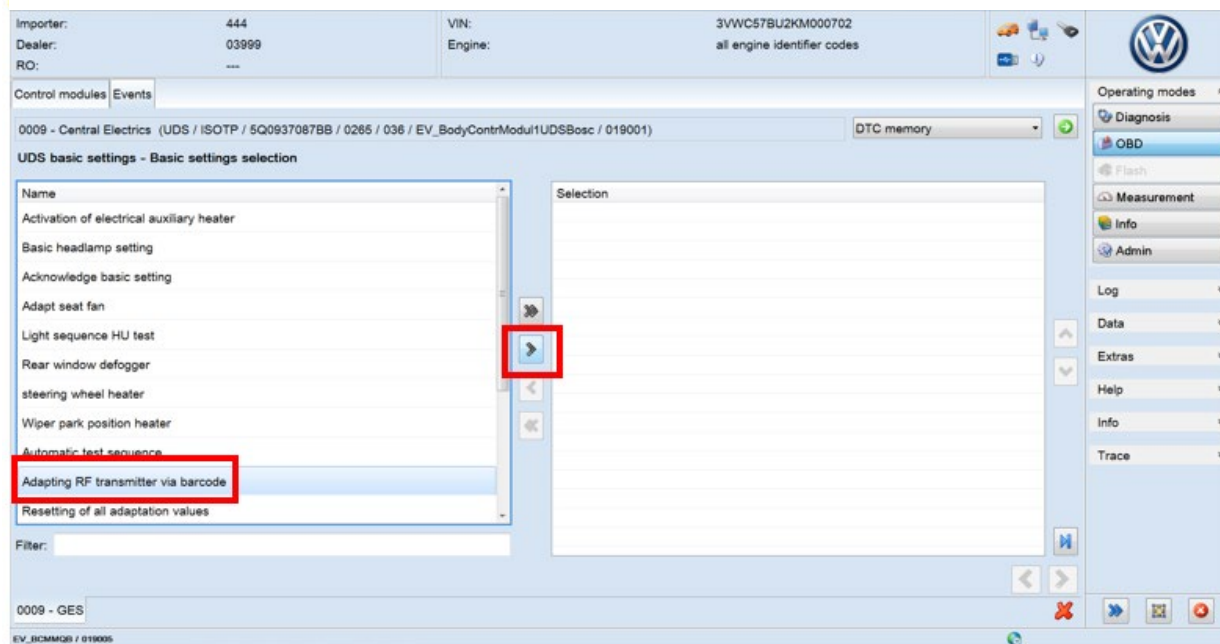 Importer: 444 VIN: 3VWC57BU2KM000702
Dealer: 03999 Engine: all engine identifier codes
RO: ---
Control modules Events
0009 - Central Electrics (UDS / ISOTP / 5Q0937087BB / 0265 / 036 / EV_BodyContrModul1UDSBosc / 019001) DTC memory
UDS basic settings - Basic settings selection
Name
Activation of electrical auxiliary heater
Basic headlamp setting
Acknowledge basic setting
Adapt seat fan
Light sequence HU test
Rear window defogger
steering wheel heater
Wiper park position heater
Automatic test sequence
Adapting RF transmitter via barcode
Resetting of all adaptation values
Filter:
Selection
0009 - GES
EV_BCMMQB / 019005
Operating modes
Diagnosis
OBD
Flash
Measurement
Info
Admin
Log
Data
Extras
Help
Info
Trace